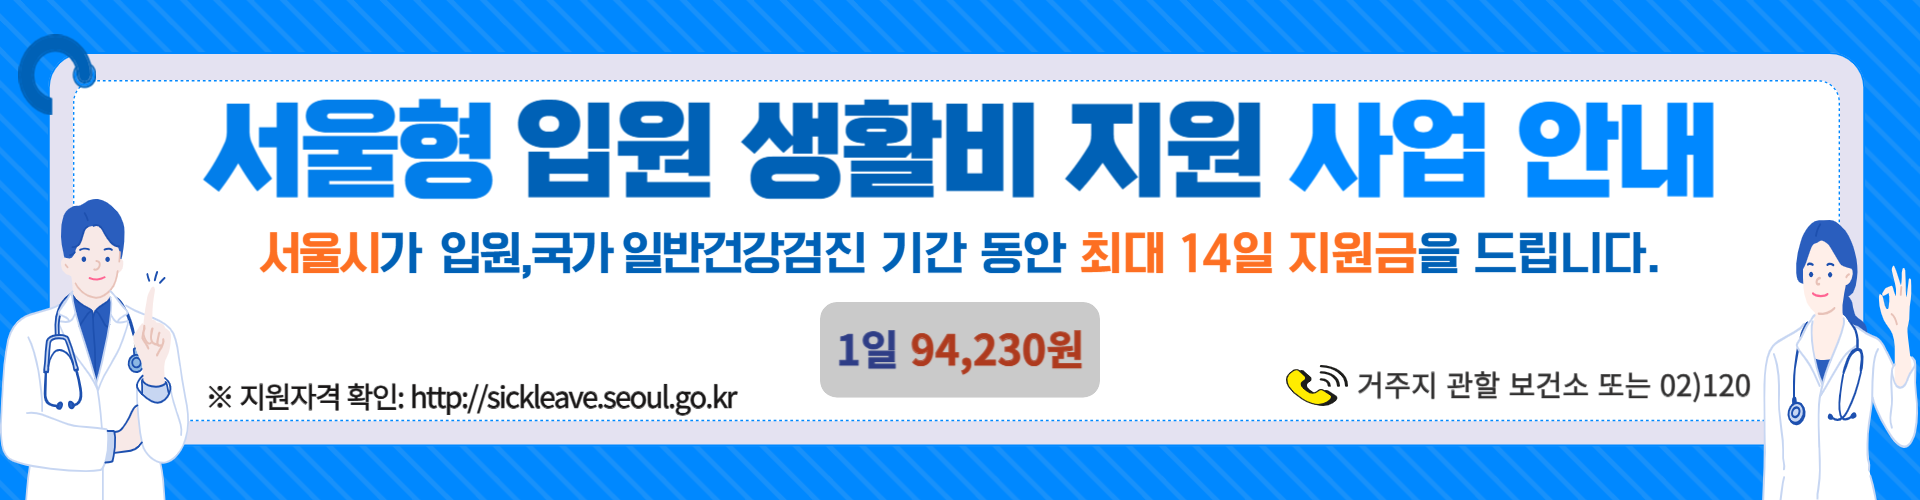 서울형 입원 생활비 지원 사업 안내
서울시가 입원,국가 일반건강검진 기간 동안 최대 14일 지원금을 드립니다.
1일 94,230원
※ 지원자격 확인: http://sickleave.seoul.go.kr
거주지 관할 보건소 또는 02)120